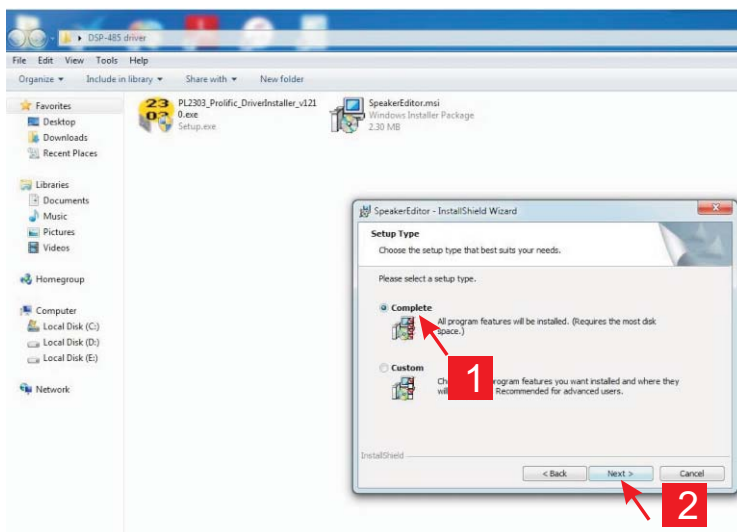 DSP-485 driver
File Edit View Tools Help
Organize Include in library Share with New folder
Favorites
Desktop
Downloads
Recent Places
Libraries
Documents
Music
Pictures
Videos
Homegroup
Computer
Local Disk (C:)
Local Disk (D:)
Local Disk (E:)
Network
23
03
PL2303_Prolific_DriverInstaller_v121
0.exe
Setup.exe
SpeakerEditor.msi
Windows Installer Package
2.30 MB
SpeakerEditor - InstallShield Wizard
Setup Type
Choose the setup type that best suits your needs.
Please select a setup type.
Complete
All program features will be installed. (Requires the most disk
space.)
1
Custom
program features you want installed and where they
Recommended for advanced users.
InstallShield
< Back Next > Cancel
2